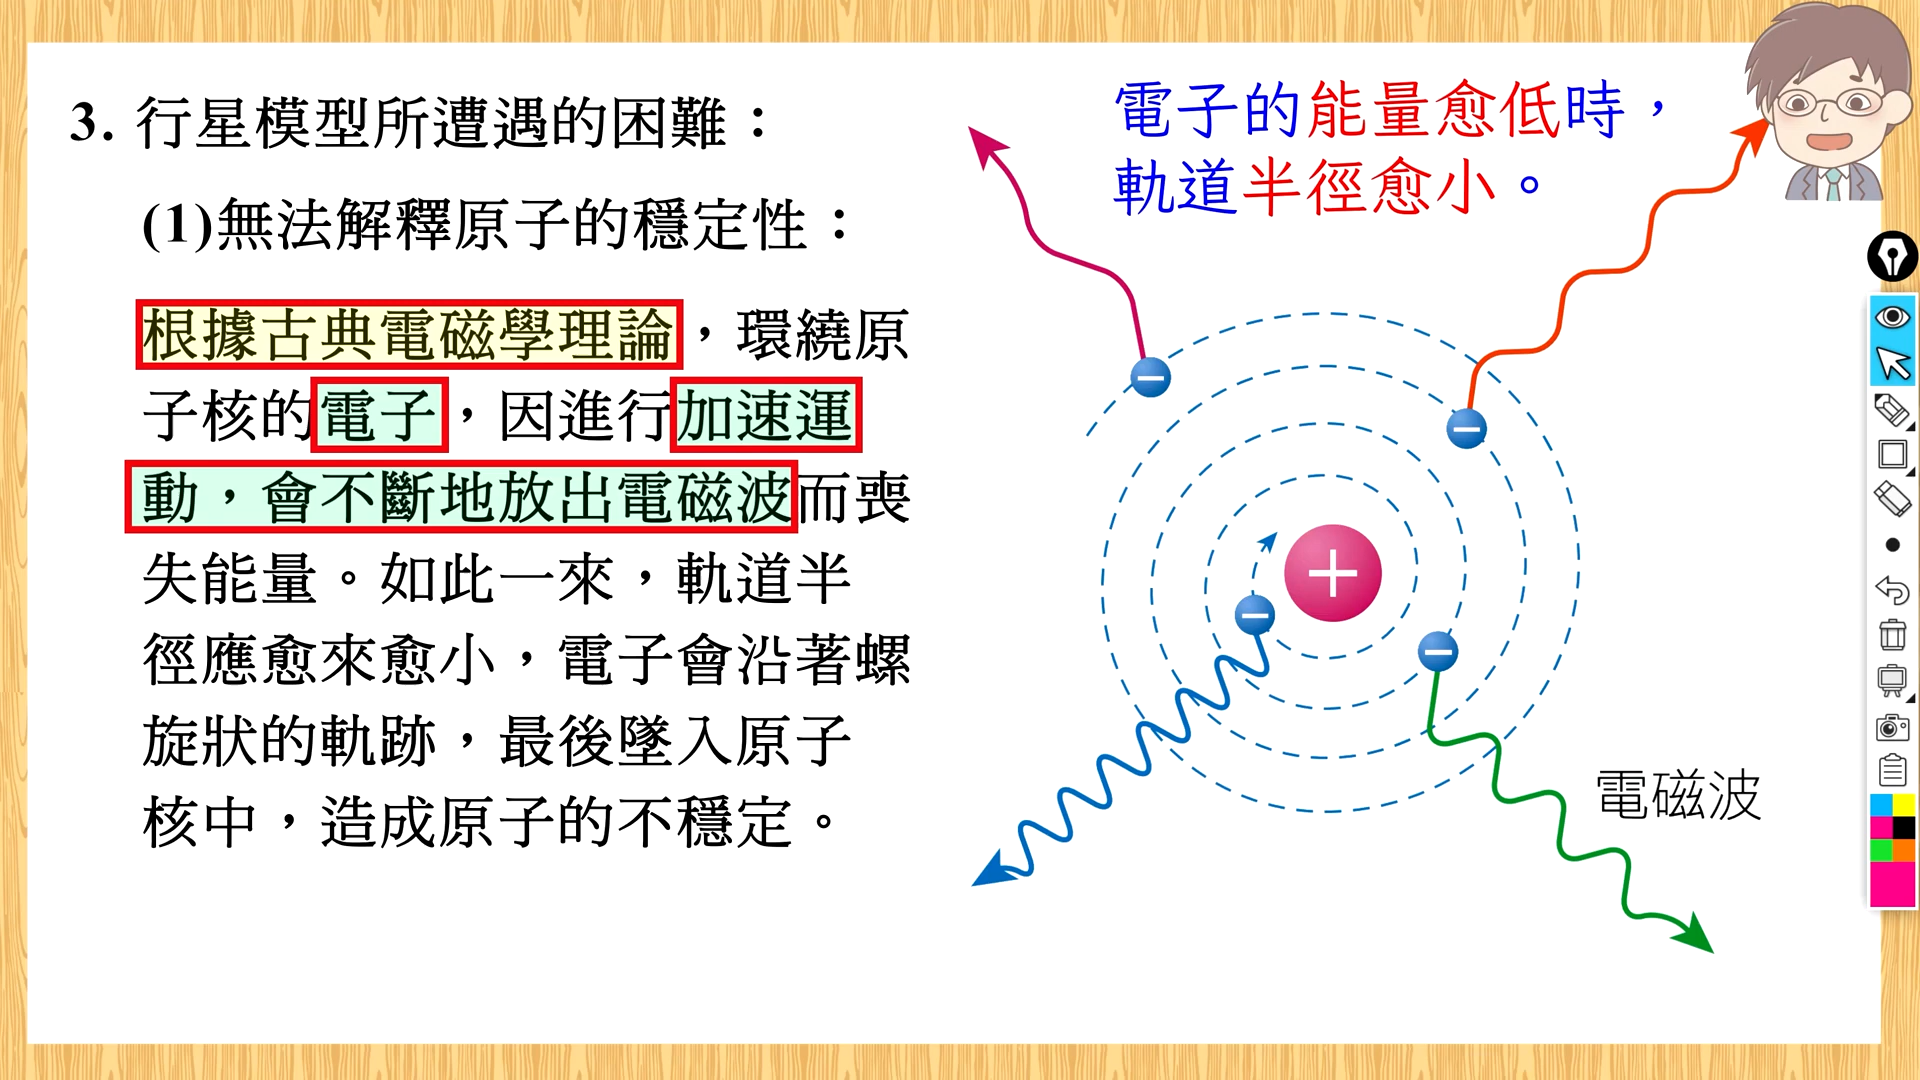 3. 行星模型所遭遇的困難：
(1)無法解釋原子的穩定性：
根據古典電磁學理論，環繞原
子核的電子，因進行加速運
動，會不斷地放出電磁波而喪
失能量。如此一來，軌道半
徑應愈來愈小，電子會沿著螺
旋狀的軌跡，最後墜入原子
核中，造成原子的不穩定。
電子的能量愈低時，
軌道半徑愈小。
電磁波